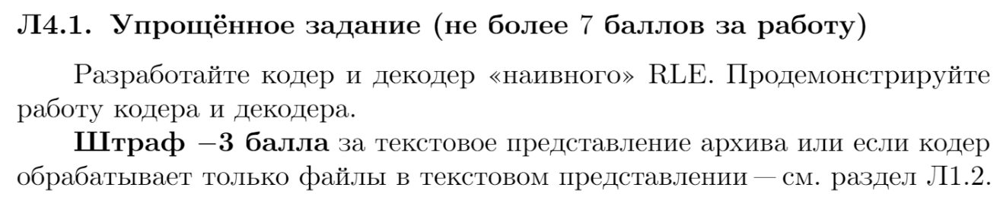 Л4.1. Упрощённое задание (не более 7 баллов за работу)
Разработайте кодер и декодер «наивного» RLE. Продемонстрируйте
работу кодера и декодера.
Штраф −3 балла за текстовое представление архива или если кодер
обрабатывает только файлы в текстовом представлении — см. раздел Л1.2.